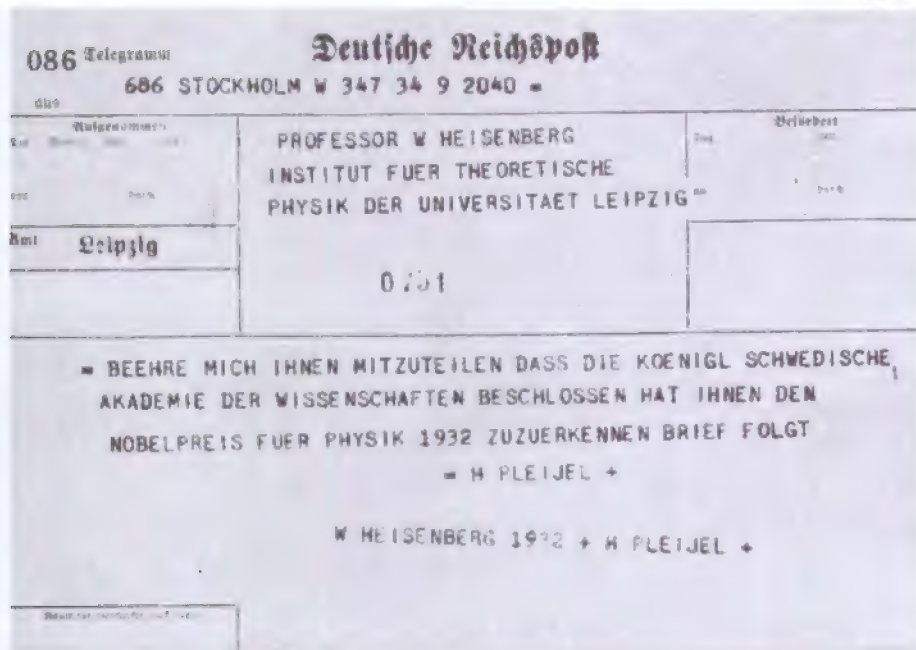 086 Telegramm
Deutsche Reichspost
686 STOCKHOLM W 347 34 9 2040 =
aus
Aufgenommen
Befördert
PROFESSOR W HEISENBERG
INSTITUT FUER THEORETISCHE
PHYSIK DER UNIVERSITAET LEIPZIG=
Amt Leipzig
= BEEHRE MICH IHNEN MITZUTEILEN DASS DIE KOENIGL SCHWEDISCHE
AKADEMIE DER WISSENSCHAFTEN BESCHLOSSEN HAT IHNEN DEN
NOBELPREIS FUER PHYSIK 1932 ZUZUERKENNEN BRIEF FOLGT
= H PLEIJEL +
W HEISENBERG 1932 + H PLEIJEL +